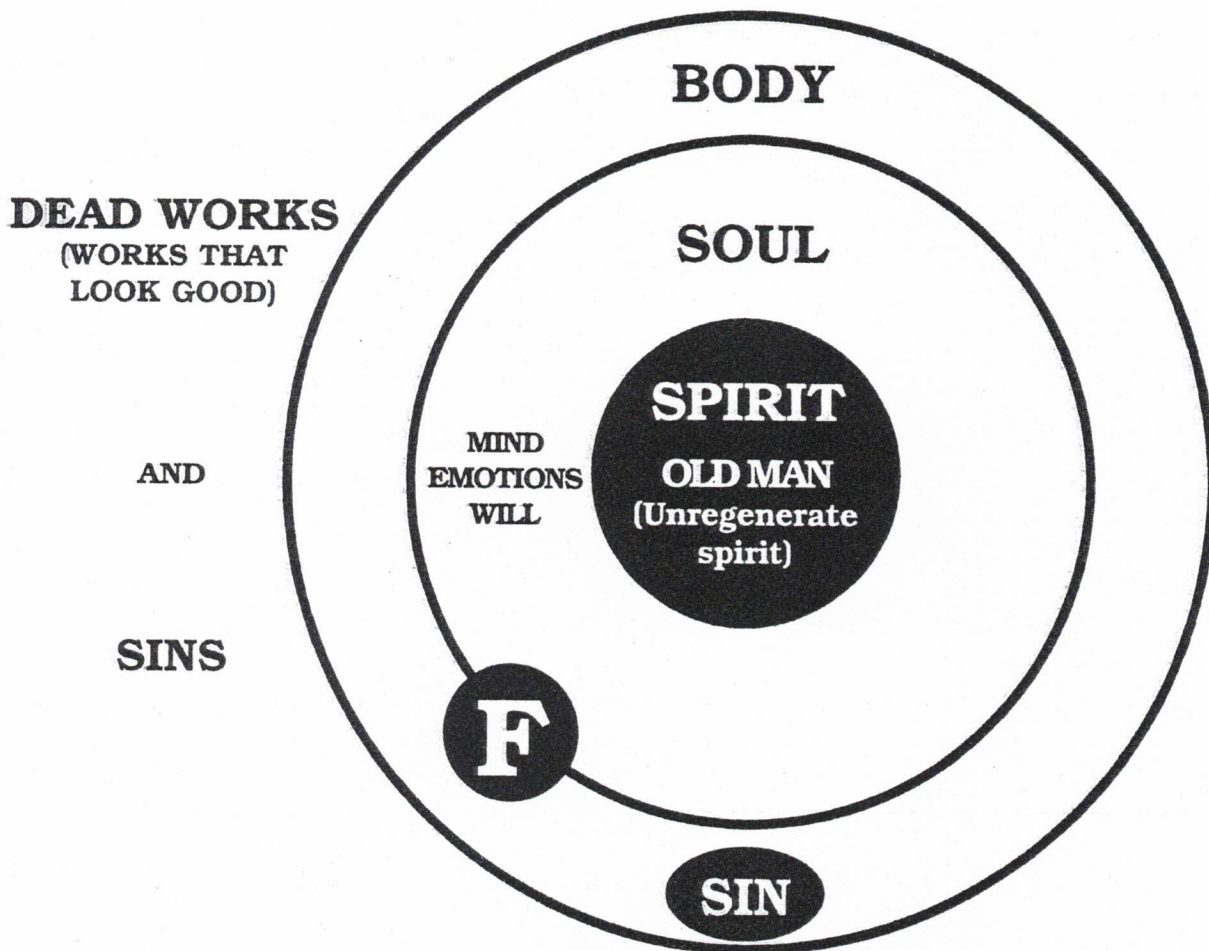 BODY
DEAD WORKS
(WORKS THAT
LOOK GOOD)
SOUL
SPIRIT
MIND
EMOTIONS
WILL
OLD MAN
(Unregenerate
spirit)
AND
SINS
F
SIN